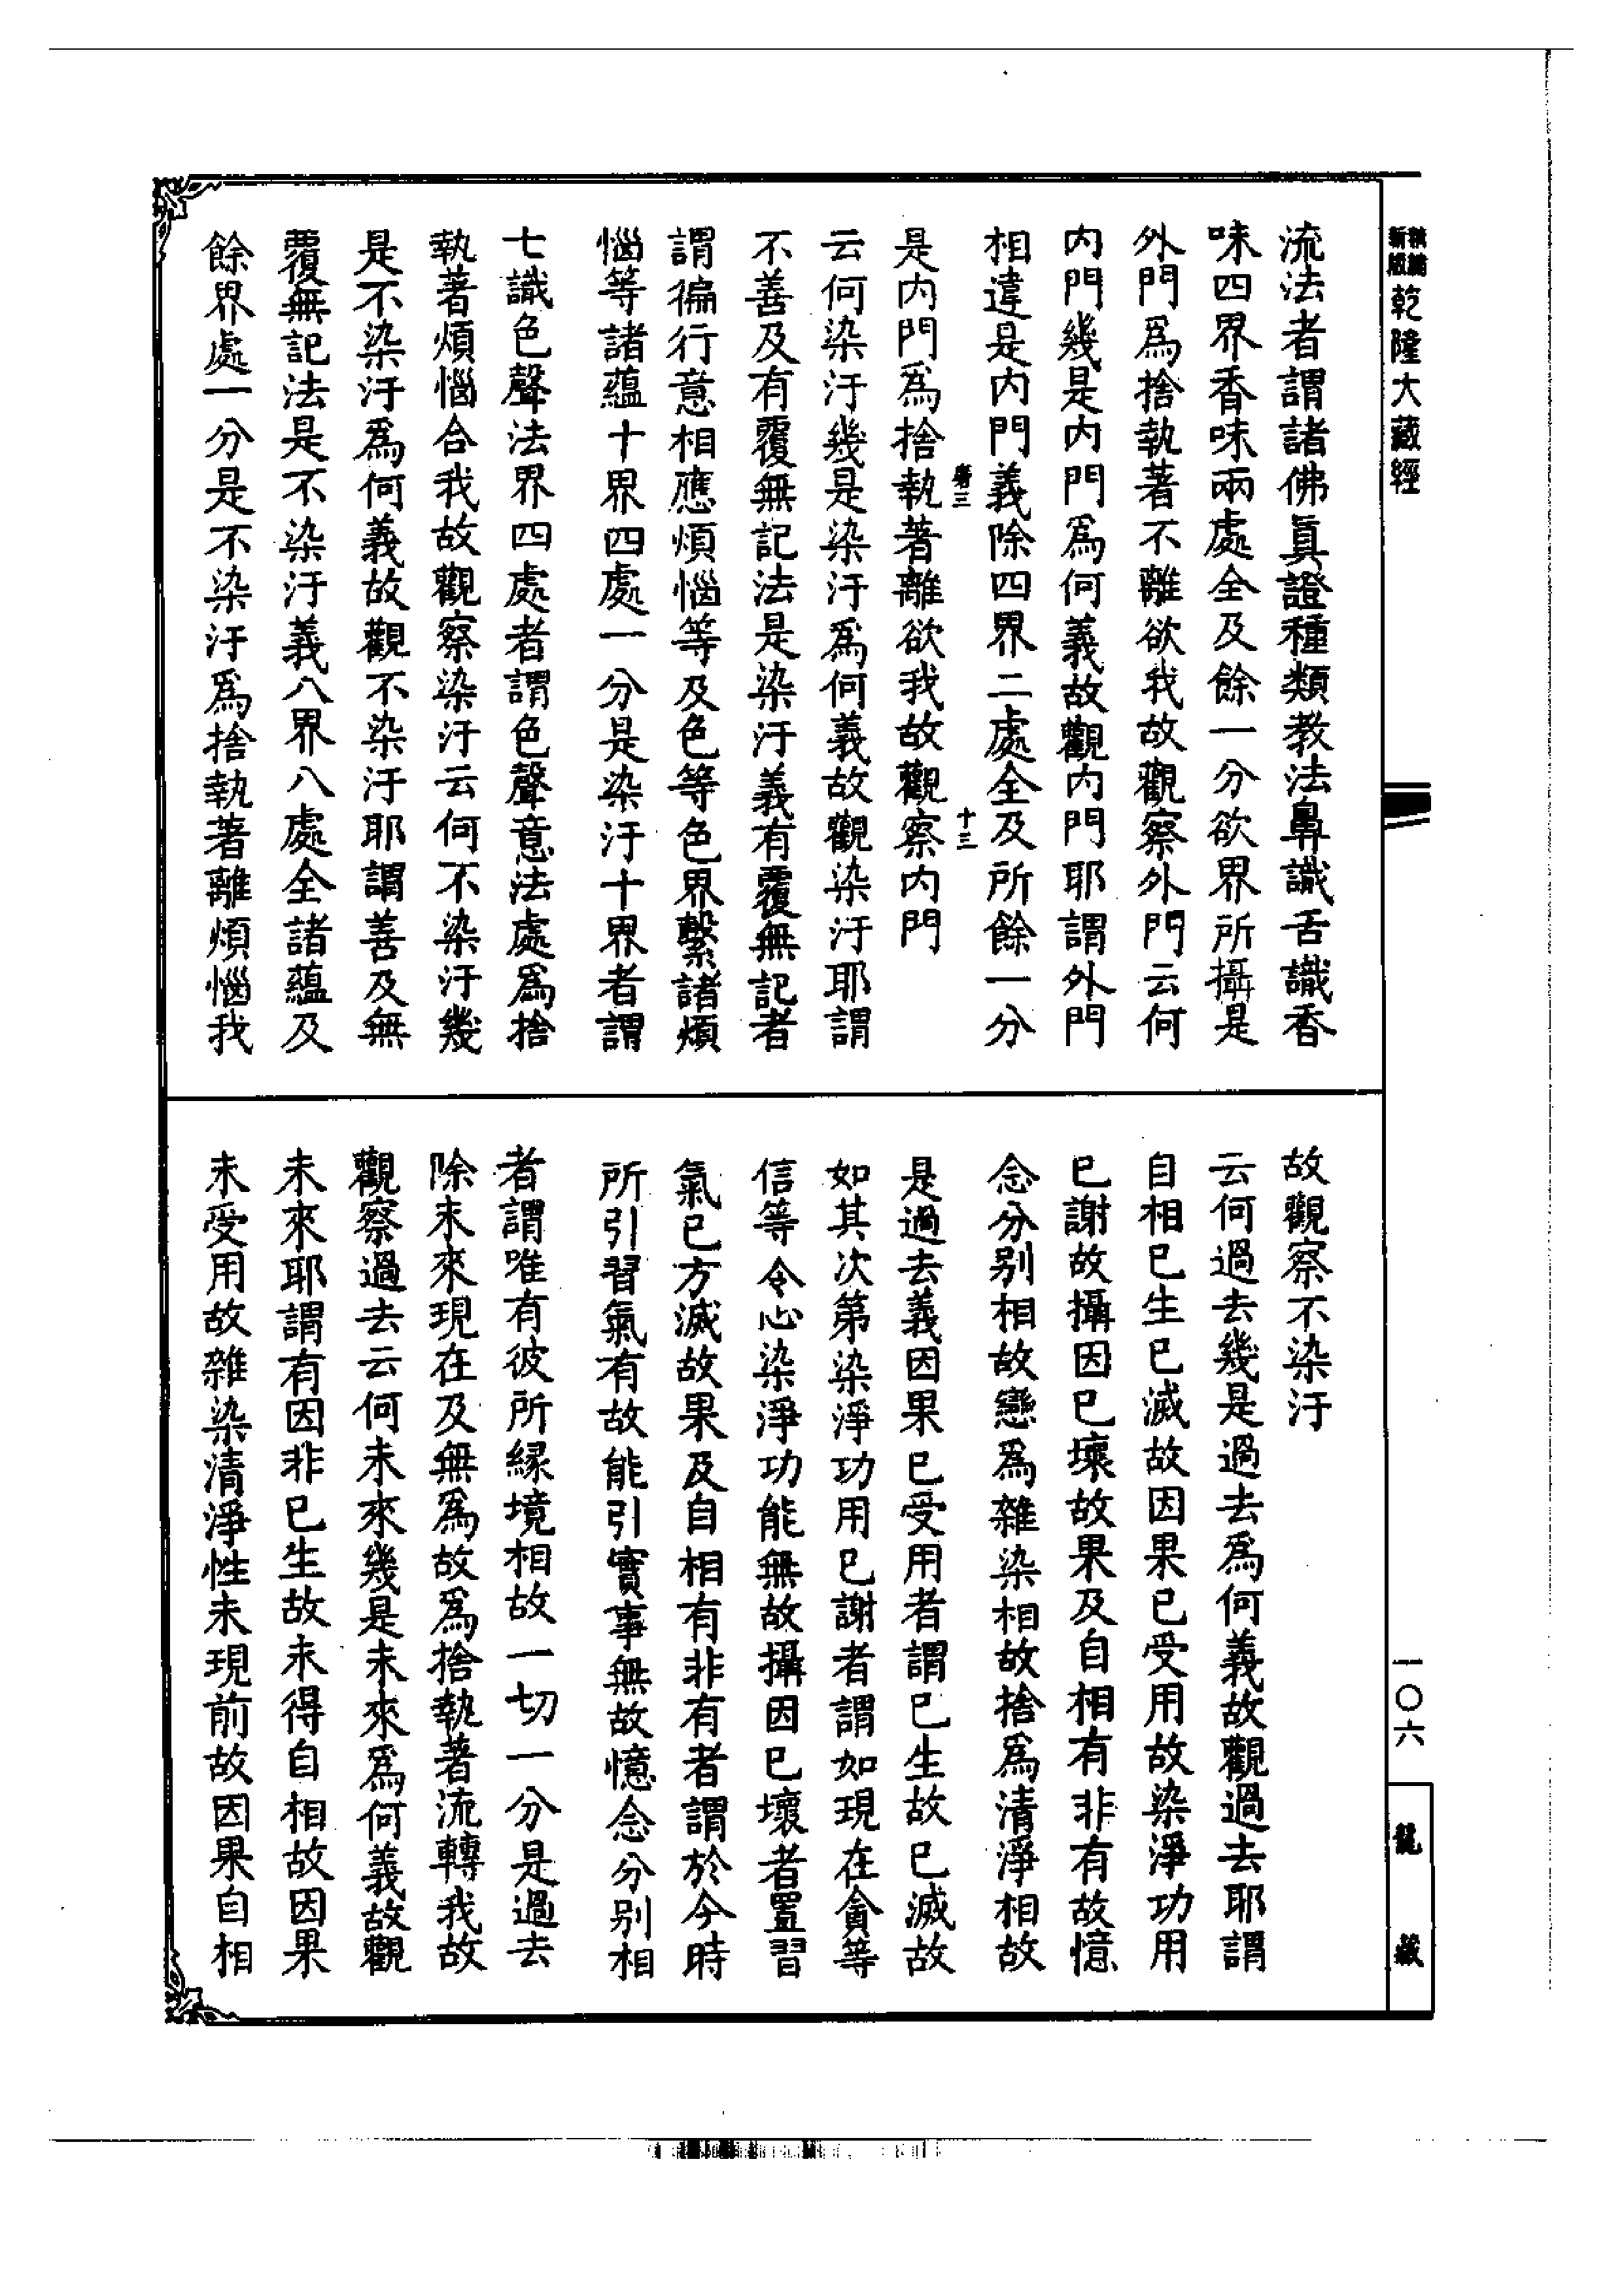 新版
乾隆大藏經
一〇六
龍藏
流法者謂諸佛眞證種類教法鼻識舌識香
味四界香味兩處全及餘一分欲界所攝是
外門爲捨執著不離欲我故觀察外門云何
內門幾是內門爲何義故觀內門耶謂外門
相違是內門義除四界二處全及所餘一分
十三
是內門爲捨執著離欲我故觀察內門
云何染汙幾是染汙爲何義故觀染汙耶謂
不善及有覆無記法是染汙義有覆無記者
謂徧行意相應煩惱等及色等色界繫諸煩
惱等諸蘊十界四處一分是染汙十界者謂
七識色聲法界四處者謂色聲意法處爲捨
執著煩惱合我故觀察染汙云何不染汙幾
是不染汙爲何義故觀不染汙耶謂善及無
覆無記法是不染汙義八界八處全諸蘊及
餘界處一分是不染汙爲捨執著離煩惱我
故觀察不染汙
云何過去幾是過去爲何義故觀過去耶謂
自相已生已滅故因果已受用故染淨功用
已謝故攝因已壞故果及自相有非有故憶
念分別相故戀爲雜染相故捨爲清淨相故
是過去義因果已受用者謂已生故已滅故
如其次第染淨功用已謝者謂如現在貪等
信等令心染淨功能無故攝因已壞者置習
氣已方滅故果及自相有非有者謂於今時
所引習氣有故能引實事無故憶念分別相
者謂唯有彼所緣境相故一切一分是過去
除未來現在及無爲故爲捨執著流轉我故
觀察過去云何未來幾是未來爲何義故觀
未來耶謂有因非已生故未得自相故因果
未受用故雜染清淨性未現前故因果自相